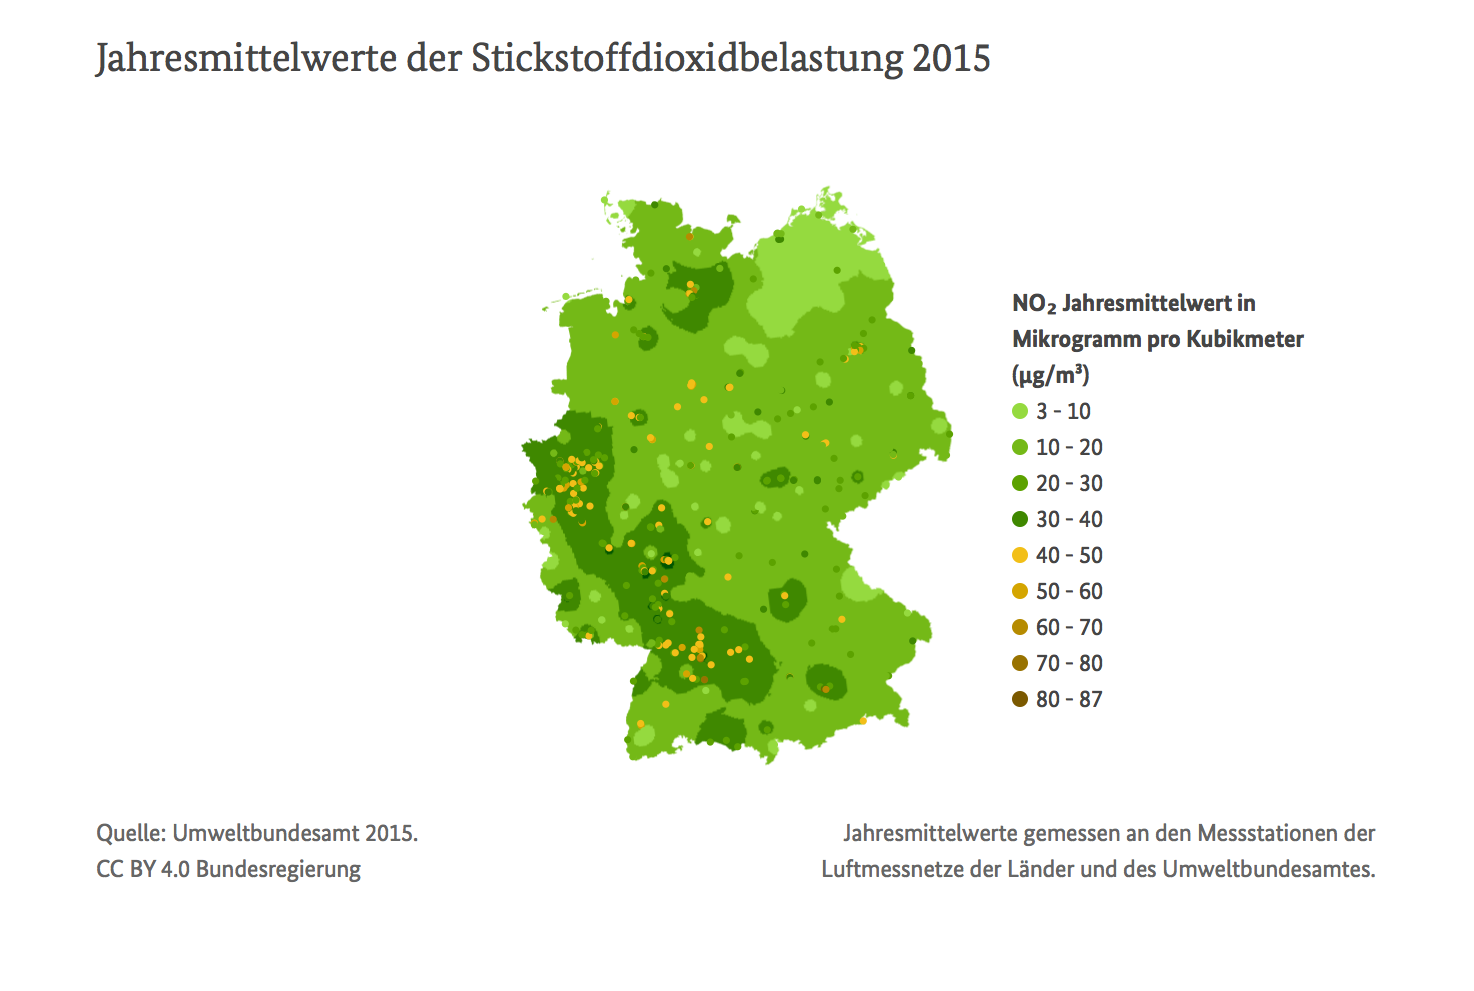 Jahresmittelwerte der Stickstoffdioxidbelastung 2015
NO₂ Jahresmittelwert in
Mikrogramm pro Kubikmeter
(µg/m³)
3 - 10
10 - 20
20 - 30
30 - 40
40 - 50
50 - 60
60 - 70
70 - 80
80 - 87
Quelle: Umweltbundesamt 2015.
CC BY 4.0 Bundesregierung
Jahresmittelwerte gemessen an den Messstationen der
Luftmessnetze der Länder und des Umweltbundesamtes.